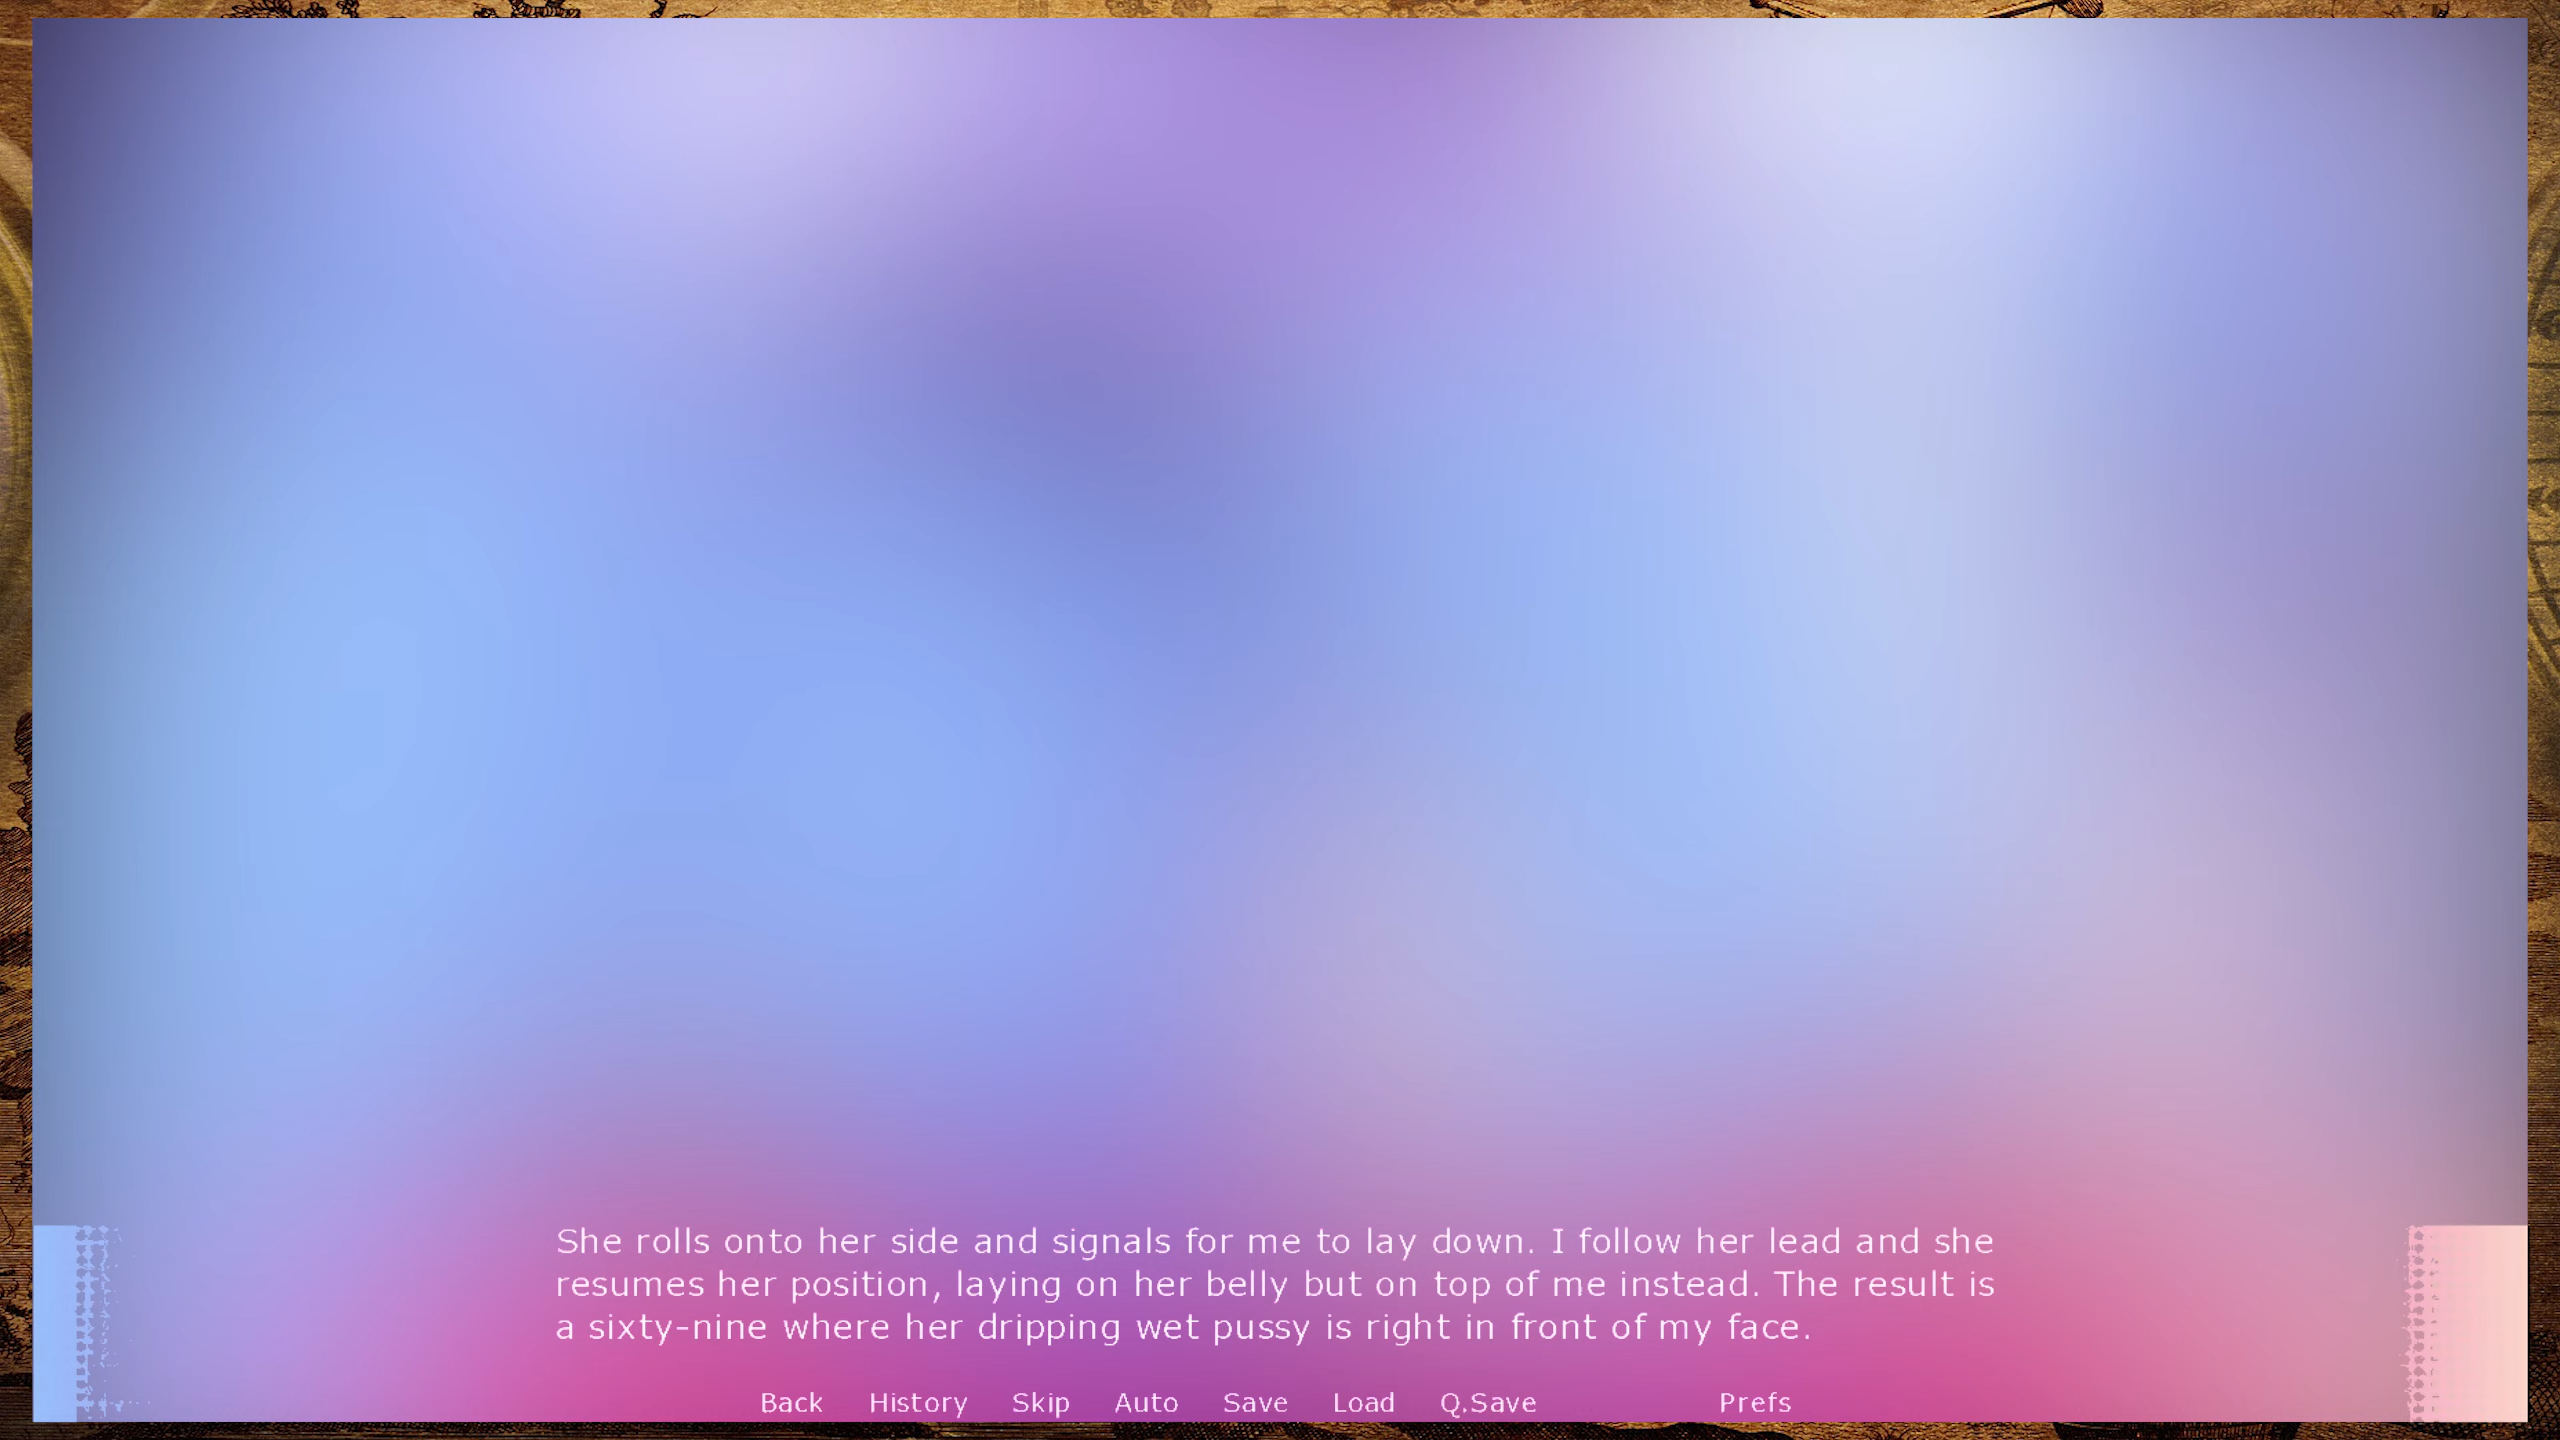 She rolls onto her side and signals for me to lay down. I follow her lead and she
resumes her position, laying on her belly but on top of me instead. The result is
a sixty-nine where her dripping wet pussy is right in front of my face.
Back History Skip Auto Save Load Q.Save Prefs